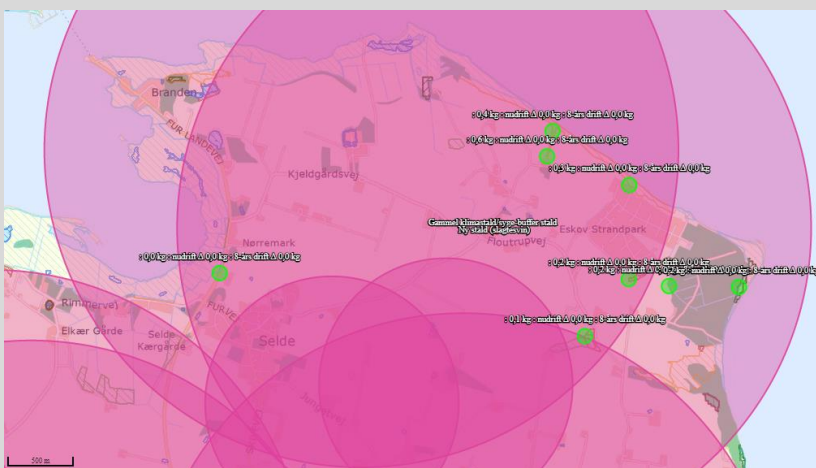 Branden
FUR LANDEVEJ
: 0,4 kg : nudrift Δ 0,0 kg : 8-års drift Δ 0,0 kg
: 0,6 kg : nudrift Δ 0,0 kg : 8-års drift Δ 0,0 kg
: 0,3 kg : nudrift Δ 0,0 kg : 8-års drift Δ 0,0 kg
Kjeldgårdsvej
Gammel klimastald/syge-buffer stald
Ny stald (slagtesvin)
Eskov Strandpark
Floutrupvej
Nørremark
: 0,0 kg : nudrift Δ 0,0 kg : 8-års drift Δ 0,0 kg
: 0,2 kg : nudrift Δ 0,0 kg : 8-års drift Δ 0,0 kg
: 0,2 kg : nudrift Δ 0,
: 0,2 kg : nudrift Δ 0,0 kg : 8-års drift Δ 0,0 kg
Rimmervej
FURVEJ
Elkær Gårde
Selde
Kærgårde
Selde
: 0,1 kg : nudrift Δ 0,0 kg : 8-års drift Δ 0,0 kg
Junget​vej
500 m